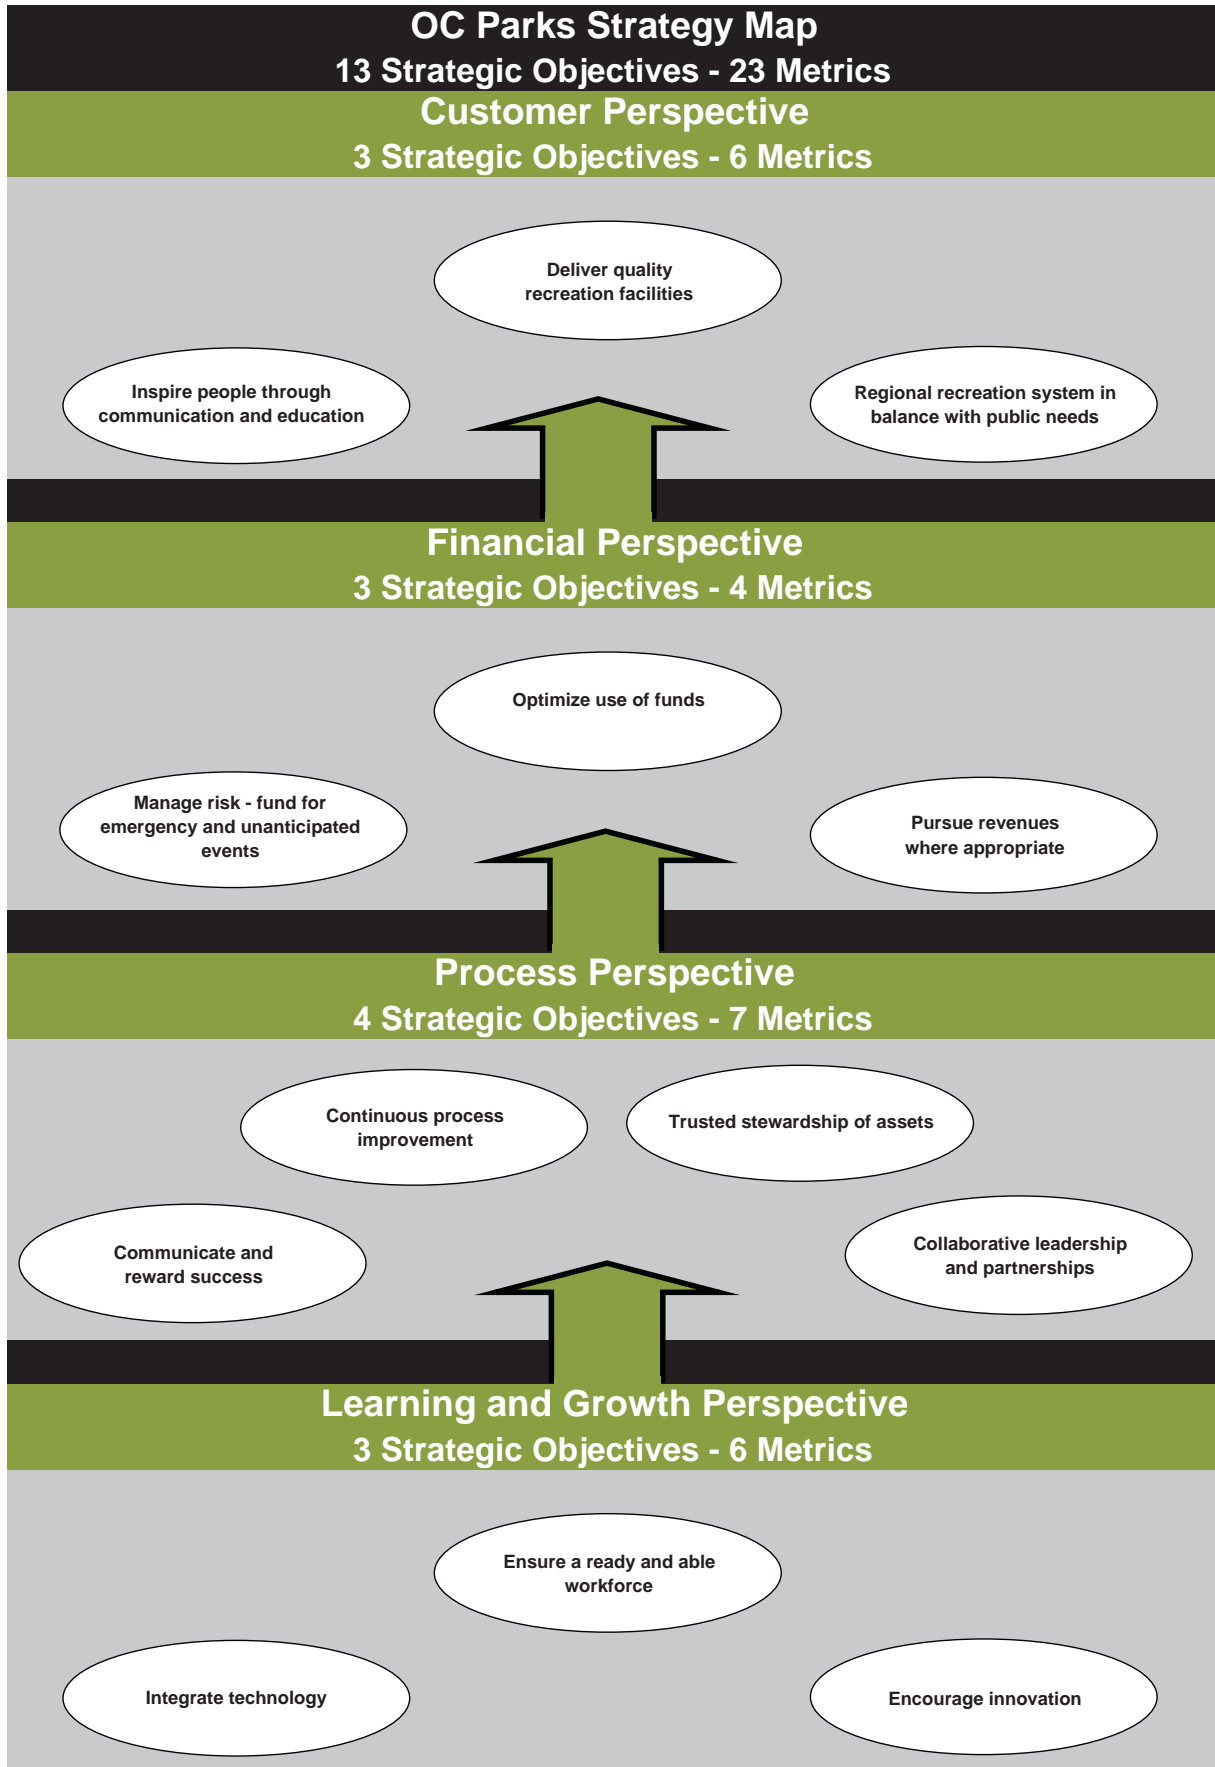 OC Parks Strategy Map
13 Strategic Objectives - 23 Metrics
Customer Perspective
3 Strategic Objectives - 6 Metrics
Deliver quality
recreation facilities
Inspire people through
communication and education
Regional recreation system in
balance with public needs
Financial Perspective
3 Strategic Objectives - 4 Metrics
Optimize use of funds
Manage risk - fund for
emergency and unanticipated
events
Pursue revenues
where appropriate
Process Perspective
4 Strategic Objectives - 7 Metrics
Continuous process
improvement
Trusted stewardship of assets
Communicate and
reward success
Collaborative leadership
and partnerships
Learning and Growth Perspective
3 Strategic Objectives - 6 Metrics
Ensure a ready and able
workforce
Integrate technology
Encourage innovation